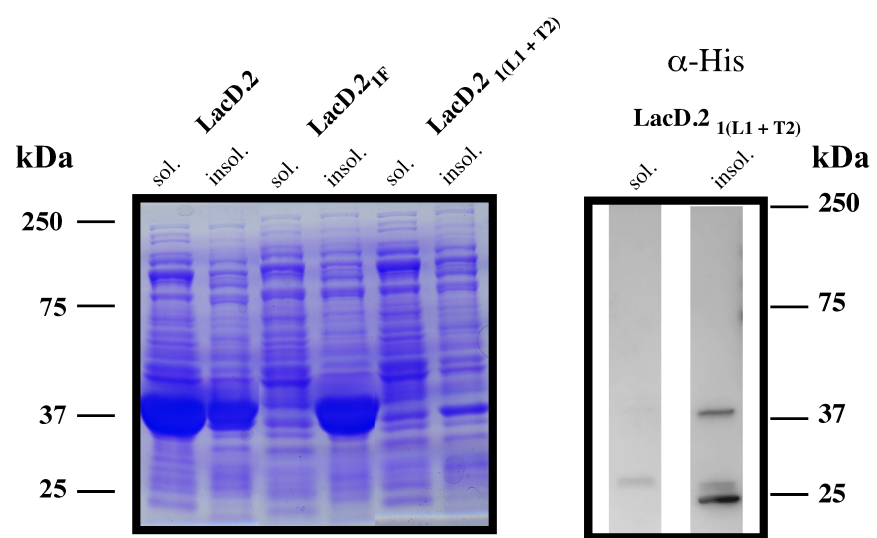 LacD.2
LacD.2 1F
LacD.2 1(L1 + T2)
kDa
sol.
insol.
sol.
insol.
sol.
insol.
250
75
37
25
α-His
LacD.2 1(L1 + T2)
sol.
insol.
kDa
250
75
37
25